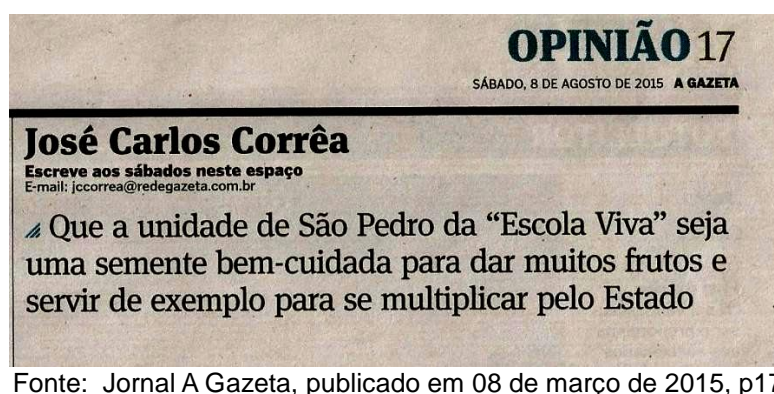 OPINIÃO 17
SÁBADO, 8 DE AGOSTO DE 2015 A GAZETA
José Carlos Corrêa
Escreve aos sábados neste espaço
E-mail: jccorrea@redegazeta.com.br
Que a unidade de São Pedro da “Escola Viva” seja
uma semente bem-cuidada para dar muitos frutos e
servir de exemplo para se multiplicar pelo Estado
Fonte: Jornal A Gazeta, publicado em 08 de março de 2015, p17